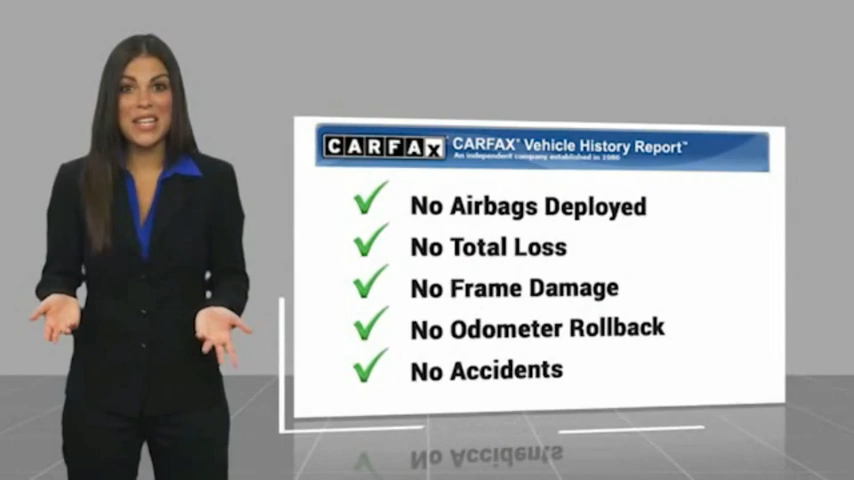 CARFAX CARFAX® Vehicle History Report™
An independent company established in 1986
No Airbags Deployed
No Total Loss
No Frame Damage
No Odometer Rollback
No Accidents
No Accidents